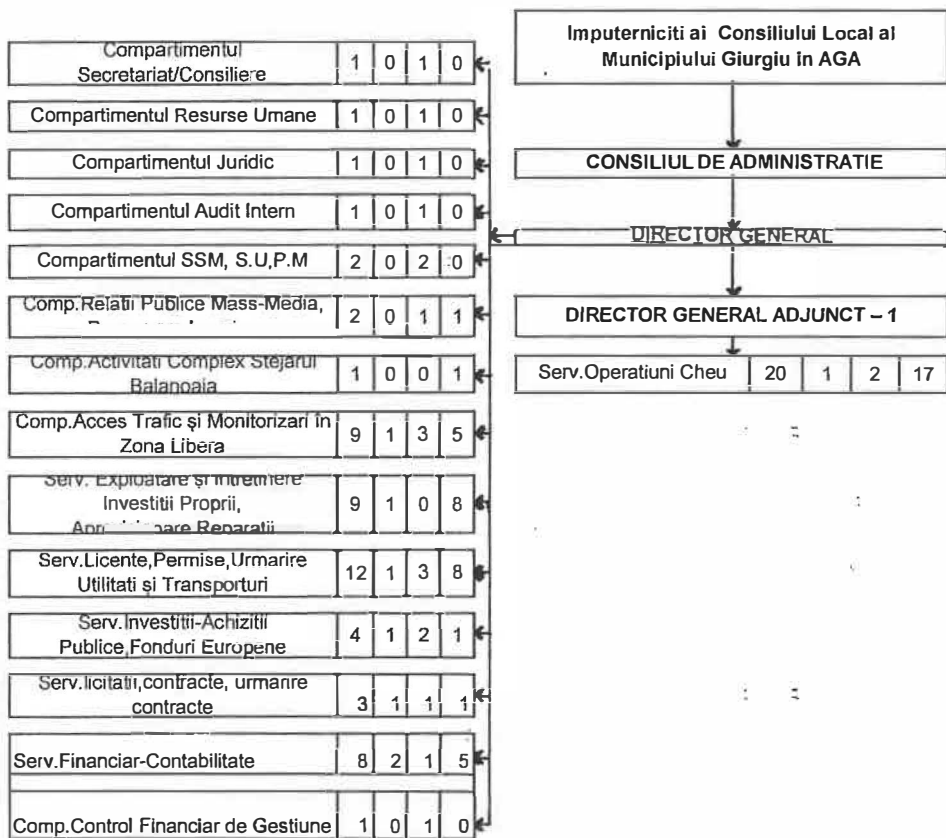 Imputerniciti ai Consiliului Local al
Municipiului Giurgiu în AGA
CONSILIUL DE ADMINISTRATIE
DIRECTOR GENERAL
DIRECTOR GENERAL ADJUNCT – 1
Serv.Operatiuni Cheu 20 1 2 17
Compartimentul
Secretariat/Consiliere 1 0 1 0
Compartimentul Resurse Umane 1 0 1 0
Compartimentul Juridic 1 0 1 0
Compartimentul Audit Intern 1 0 1 0
Compartimentul SSM, S.U,P.M 2 0 2 0
Comp.Relatii Publice Mass-Media, 2 0 1 1
Comp.Activitati Complex Stejarul
Balanoaia 1 0 0 1
Comp.Acces Trafic și Monitorizari în
Zona Libera 9 1 3 5
Serv. Exploatare și Intretinere
Investitii Proprii, 9 1 0 8
Reparatii
Serv.Licente,Permise,Urmarire
Utilitati și Transporturi 12 1 3 8
Serv.Investitii-Achizitii
Publice,Fonduri Europene 4 1 2 1
Serv.licitatii,contracte, urmarire
contracte 3 1 1 1
Serv.Financiar-Contabilitate 8 2 1 5
Comp.Control Financiar de Gestiune 1 0 1 0